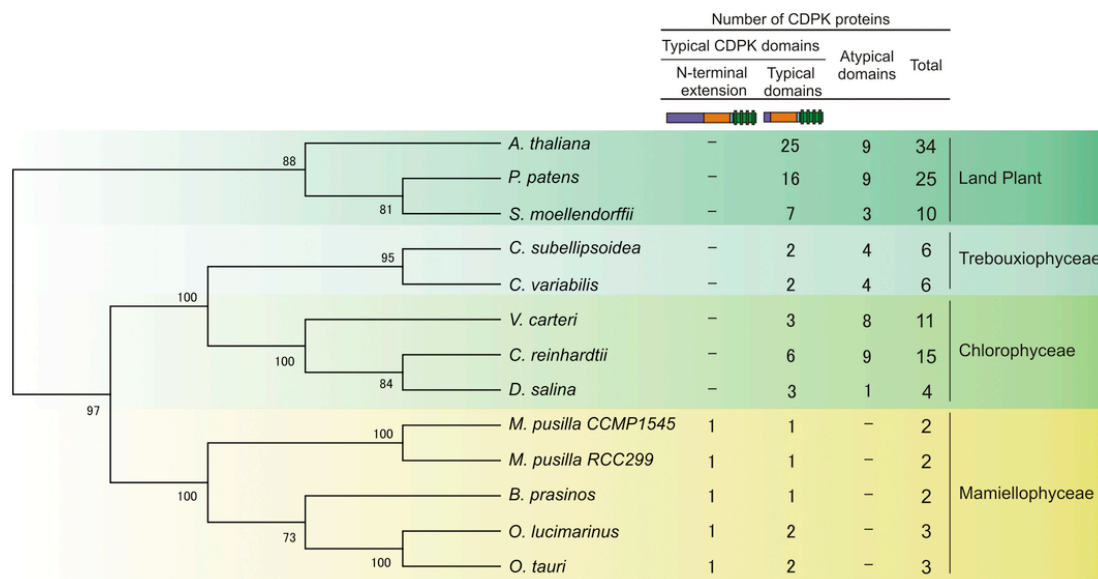 Number of CDPK proteins
Typical CDPK domains
Atypical domains
Total
N-terminal extension
Typical domains
A. thaliana – 25 9 34
88
P. patens – 16 9 25 Land Plant
81
S. moellendorffii – 7 3 10
C. subellipsoidea – 2 4 6
95
Trebouxiophyceae
C. variabilis – 2 4 6
100
V. carteri – 3 8 11
C. reinhardtii – 6 9 15 Chlorophyceae
100
84
D. salina – 3 1 4
97
M. pusilla CCMP1545 1 1 – 2
100
M. pusilla RCC299 1 1 – 2
100
B. prasinos 1 1 – 2 Mamiellophyceae
O. lucimarinus 1 2 – 3
73
O. tauri 1 2 – 3
100